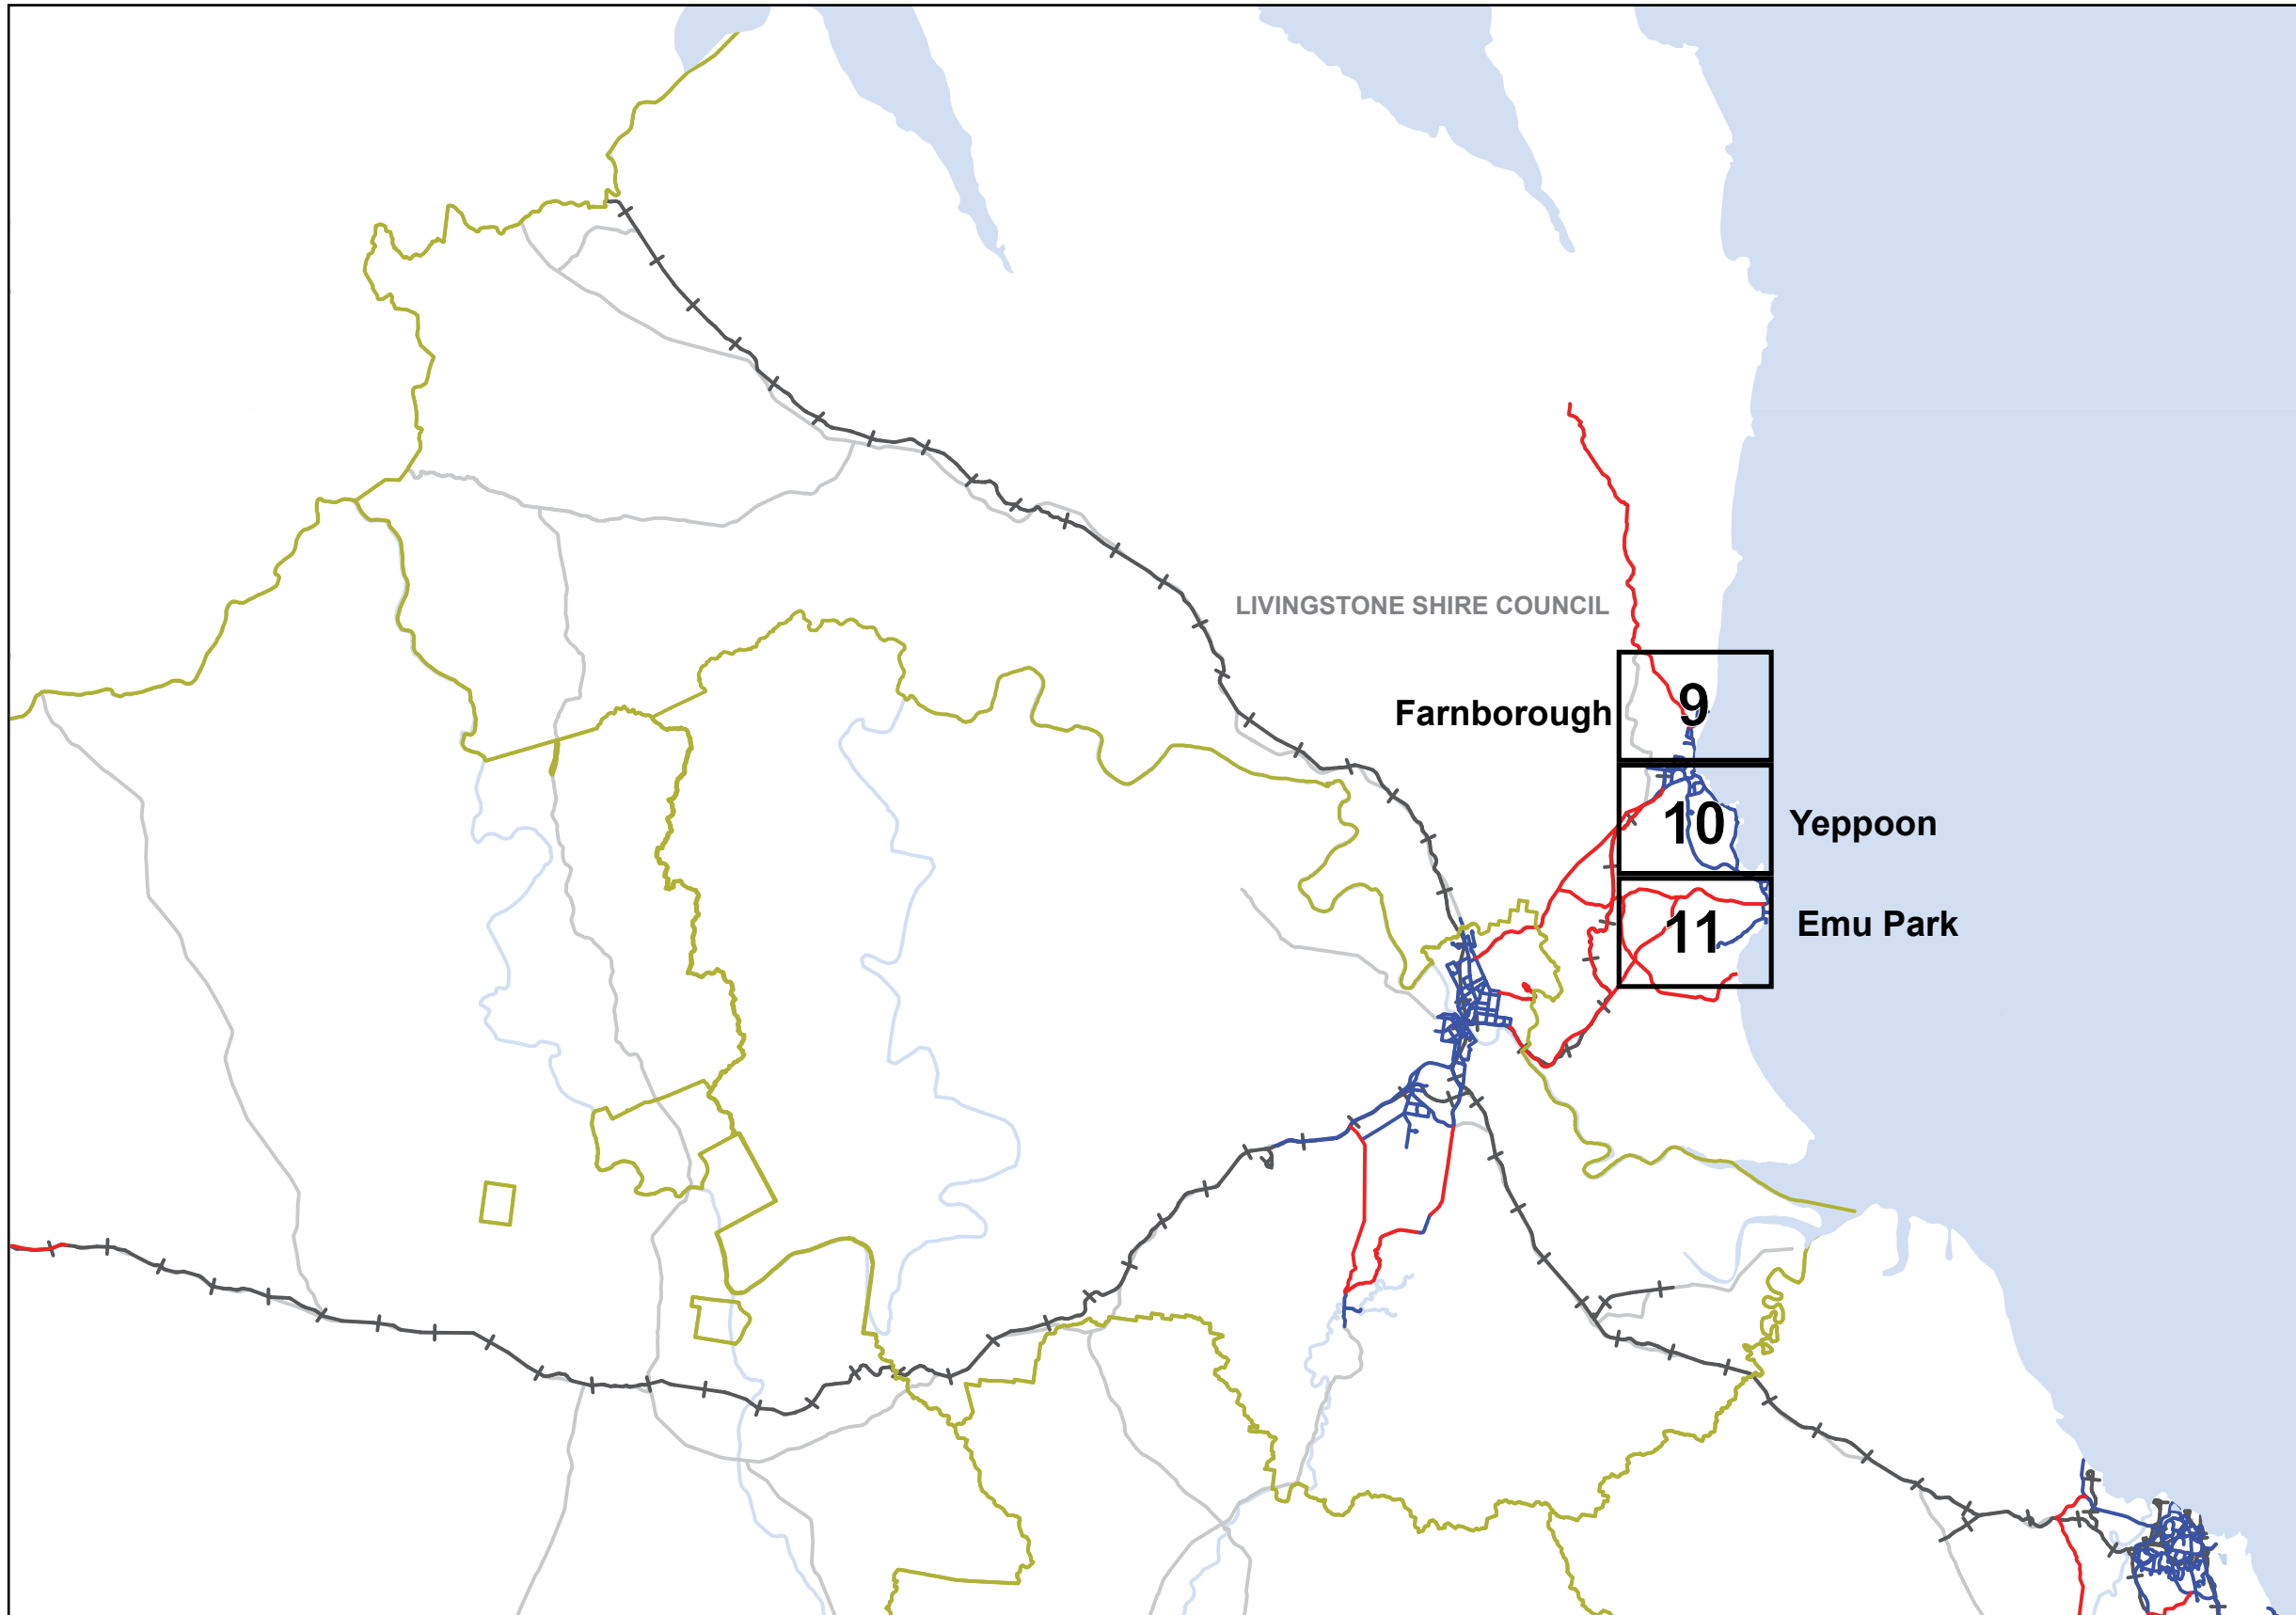 LIVINGSTONE SHIRE COUNCIL
Farnborough
9
10
Yeppoon
11
Emu Park